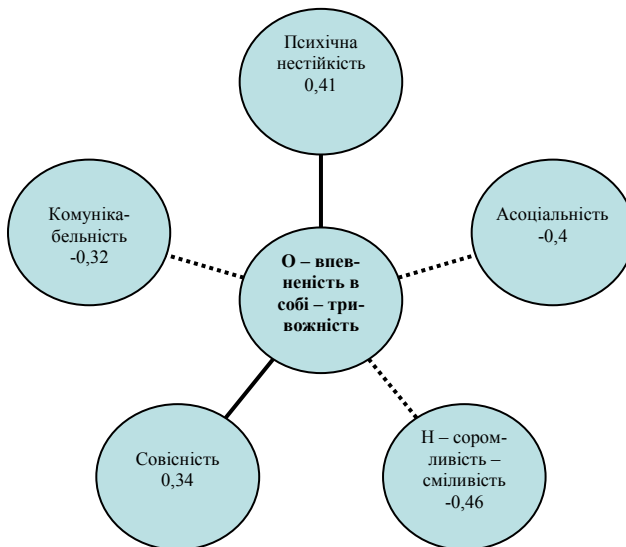 Психічна
нестійкість
0,41
Комуніка-
бельність
-0,32
Асоціальність
-0,4
О – впев-
неність в
собі – три-
вожність
Совісність
0,34
Н – сором-
ливість –
сміливість
-0,46